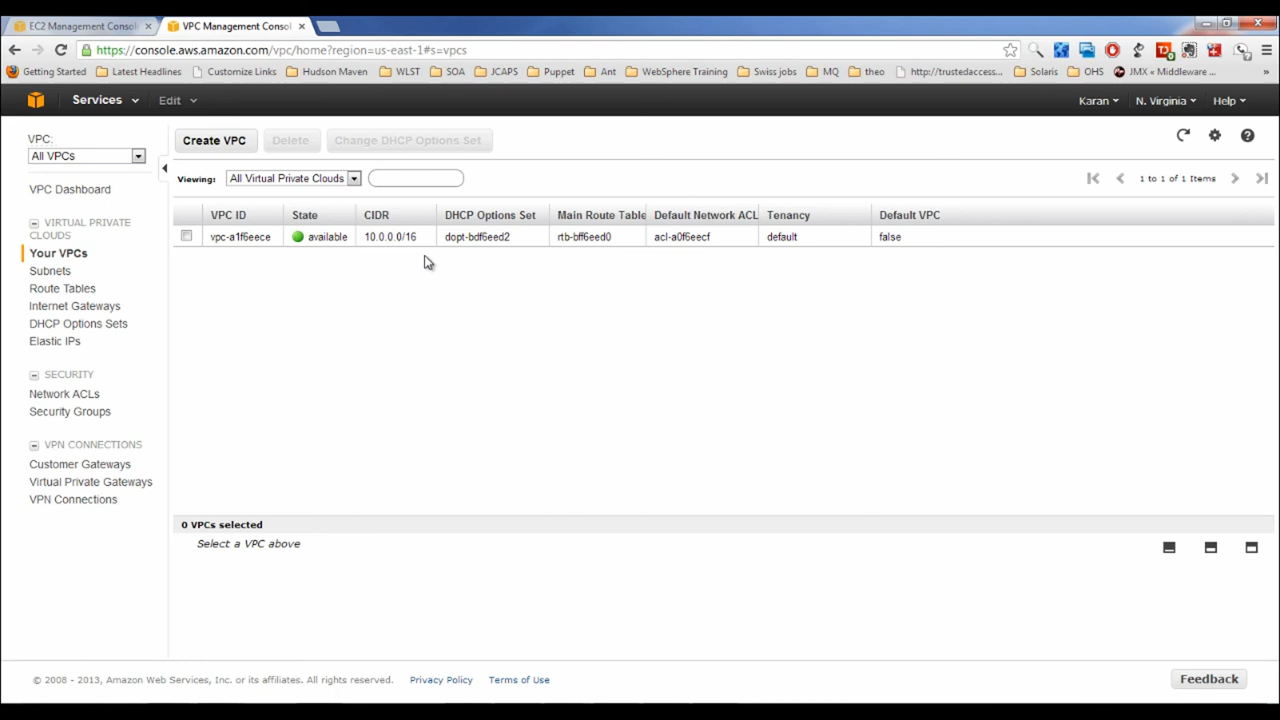 EC2 Management Consol
VPC Management Consol
https://console.aws.amazon.com/vpc/home?region=us-east-1#s=vpcs
Getting Started Latest Headlines Customize Links Hudson Maven WLST SOA JCAPS Puppet Ant WebSphere Training Swiss jobs MQ theo http://trustedaccess... Solaris OHS JMX « Middleware ... »
Services Edit Karan N. Virginia Help
VPC:
All VPCs
VPC Dashboard
VIRTUAL PRIVATE
CLOUDS
Your VPCs
Subnets
Route Tables
Internet Gateways
DHCP Options Sets
Elastic IPs
SECURITY
Network ACLs
Security Groups
VPN CONNECTIONS
Customer Gateways
Virtual Private Gateways
VPN Connections
Create VPC Delete Change DHCP Options Set
Viewing: All Virtual Private Clouds 1 to 1 of 1 Items
VPC ID State CIDR DHCP Options Set Main Route Table Default Network ACL Tenancy Default VPC
vpc-a1f6eece available 10.0.0.0/16 dopt-bdf6eed2 rtb-bff6eed0 acl-a0f6eecf default false
0 VPCs selected
Select a VPC above
© 2008 - 2013, Amazon Web Services, Inc. or its affiliates. All rights reserved. Privacy Policy Terms of Use Feedback